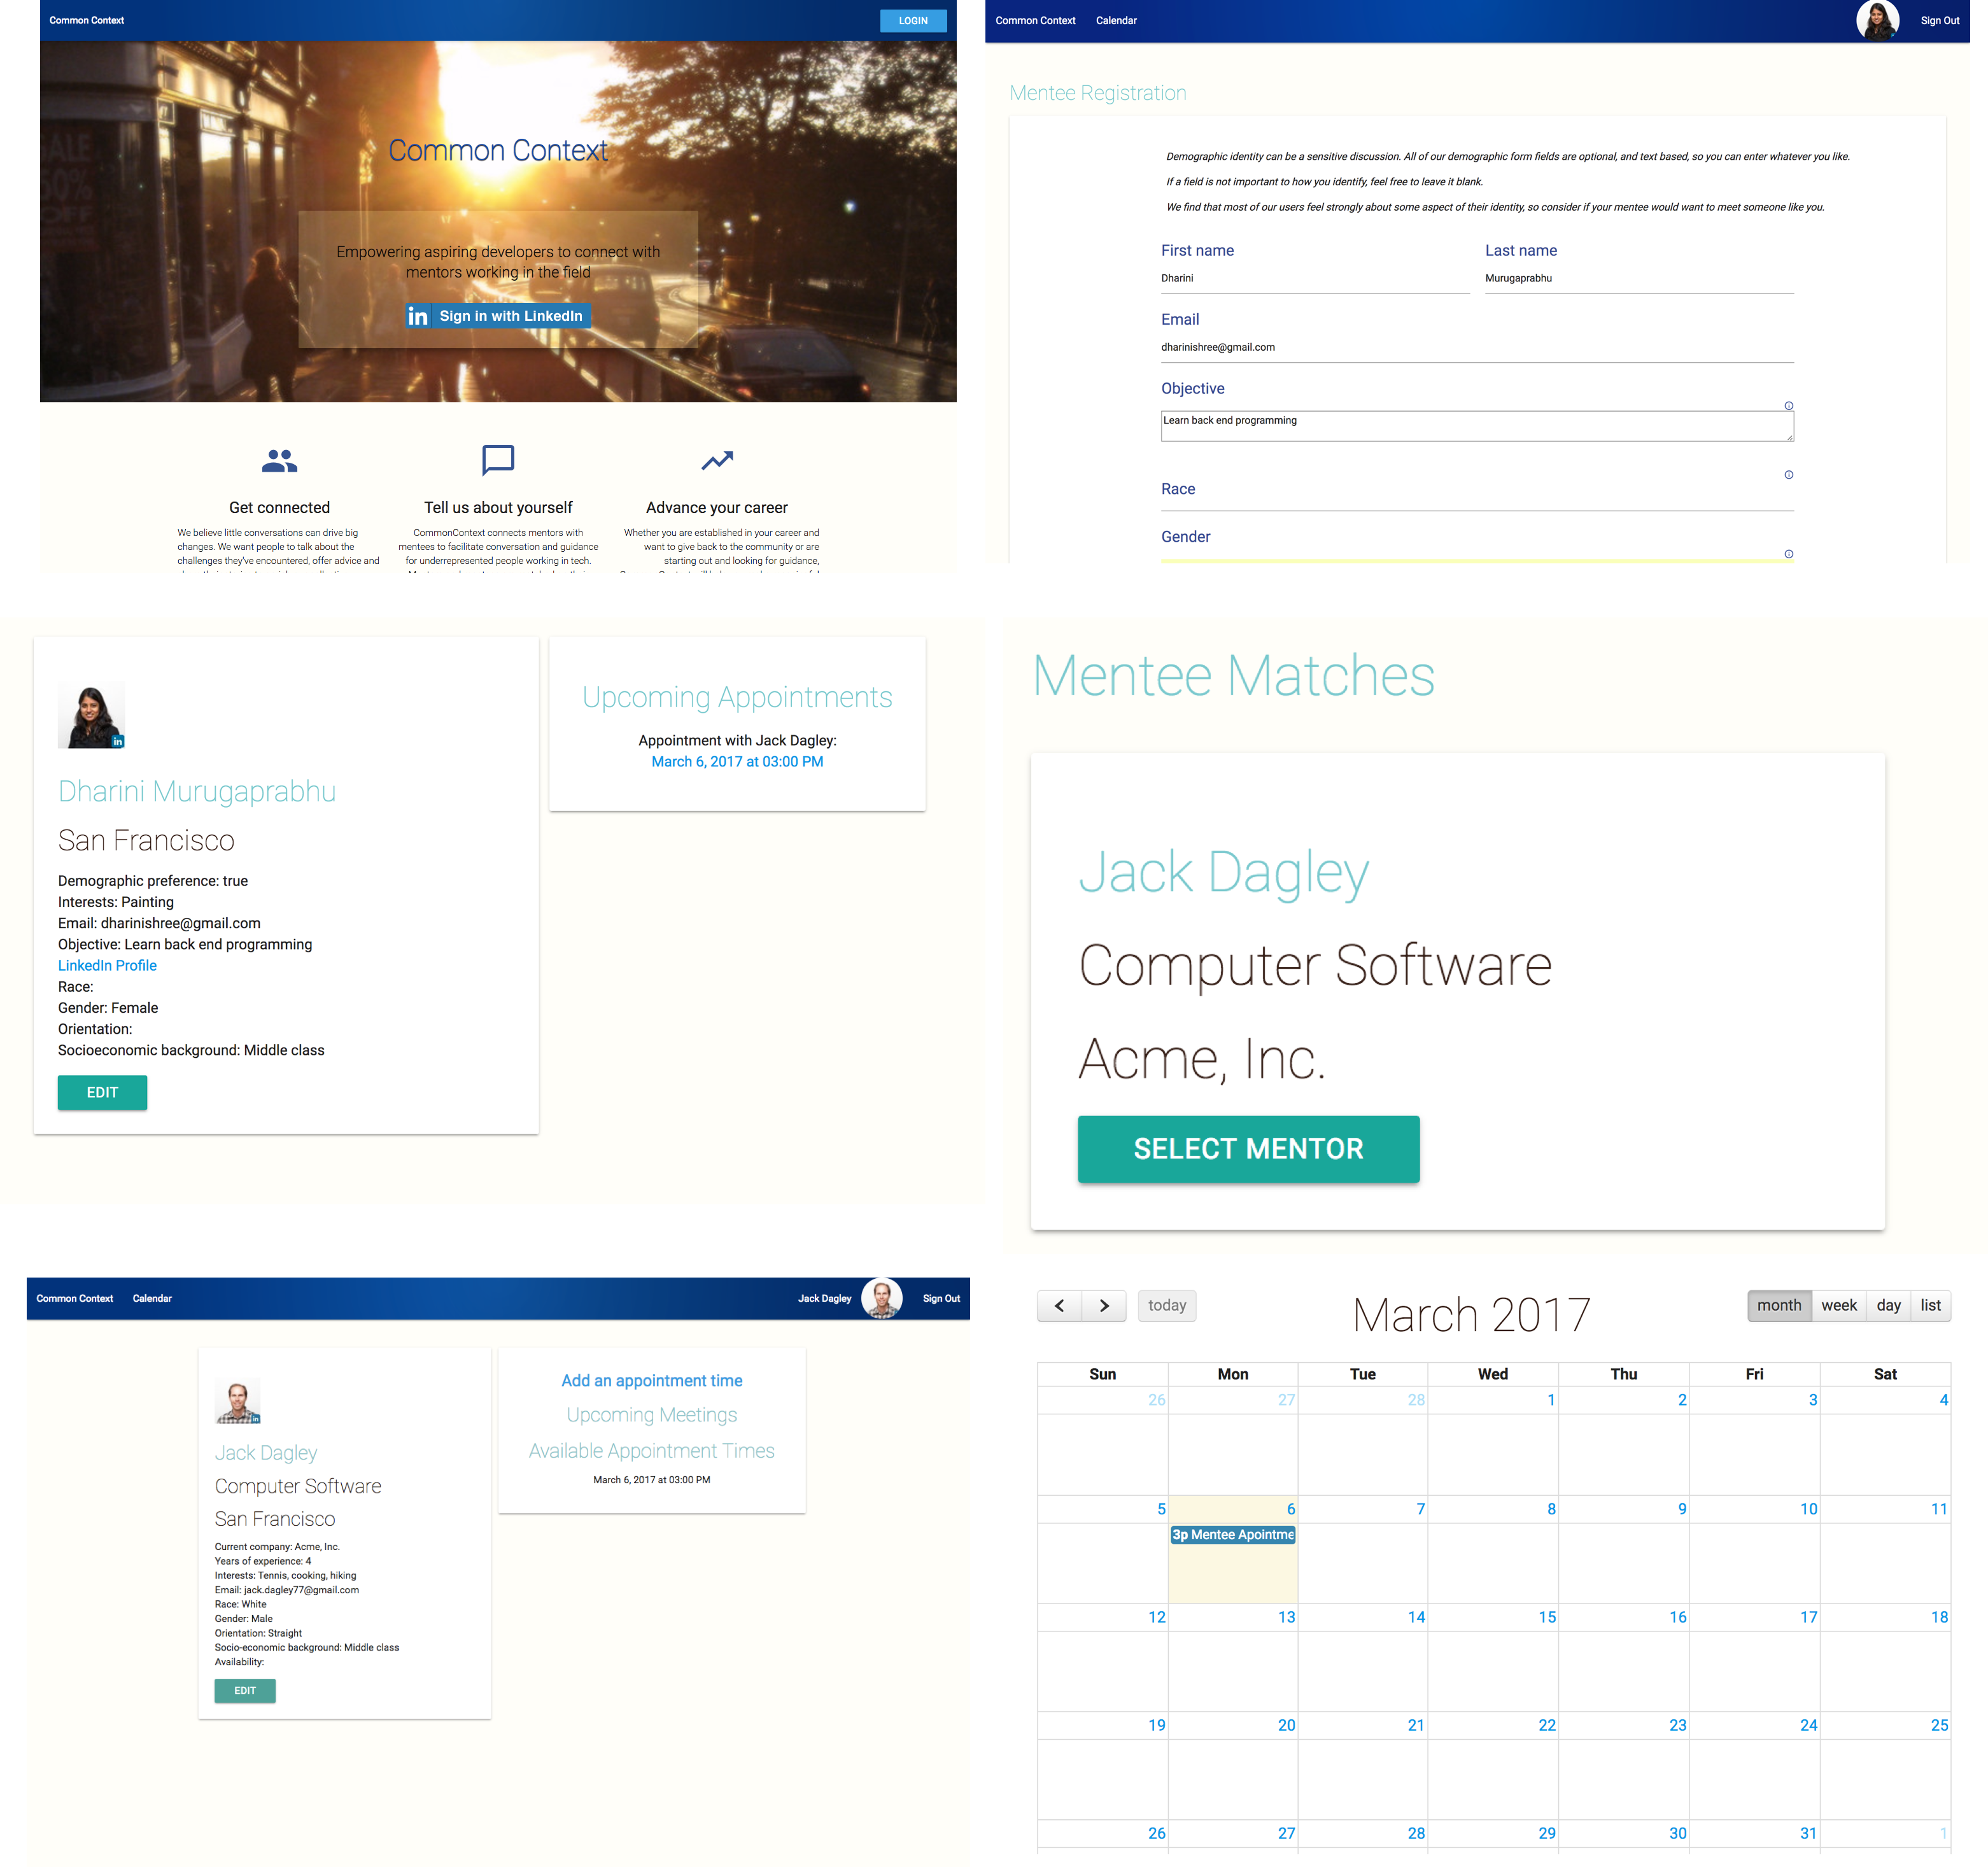 Common Context
LOGIN
SALE
50%
OFF
Common Context
Empowering aspiring developers to connect with
mentors working in the field
in Sign in with LinkedIn
Get connected
We believe little conversations can drive big
changes. We want people to talk about the
challenges they've encountered, offer advice and
Tell us about yourself
CommonContext connects mentors with
mentees to facilitate conversation and guidance
for underrepresented people working in tech.
Advance your career
Whether you are established in your career and
want to give back to the community or are
starting out and looking for guidance,
Common Context Calendar Sign Out
Mentee Registration
Demographic identity can be a sensitive discussion. All of our demographic form fields are optional, and text based, so you can enter whatever you like.
If a field is not important to how you identify, feel free to leave it blank.
We find that most of our users feel strongly about some aspect of their identity, so consider if your mentee would want to meet someone like you.
First name Last name
Dharini Murugaprabhu
Email
dharinishree@gmail.com
Objective
Learn back end programming
Race
Gender
in
Dharini Murugaprabhu
San Francisco
Demographic preference: true
Interests: Painting
Email: dharinishree@gmail.com
Objective: Learn back end programming
LinkedIn Profile
Race:
Gender: Female
Orientation:
Socioeconomic background: Middle class
EDIT
Upcoming Appointments
Appointment with Jack Dagley:
March 6, 2017 at 03:00 PM
Mentee Matches
Jack Dagley
Computer Software
Acme, Inc.
SELECT MENTOR
Common Context Calendar Jack Dagley Sign Out
in
Jack Dagley
Computer Software
San Francisco
Current company: Acme, Inc.
Years of experience: 4
Interests: Tennis, cooking, hiking
Email: jack.dagley77@gmail.com
Race: White
Gender: Male
Orientation: Straight
Socio-economic background: Middle class
Availability:
EDIT
Add an appointment time
Upcoming Meetings
Available Appointment Times
March 6, 2017 at 03:00 PM
today March 2017 month week day list
Sun Mon Tue Wed Thu Fri Sat
26 27 28 1 2 3 4
5 6 7 8 9 10 11
3p Mentee Apointme
12 13 14 15 16 17 18
19 20 21 22 23 24 25
26 27 28 29 30 31 1